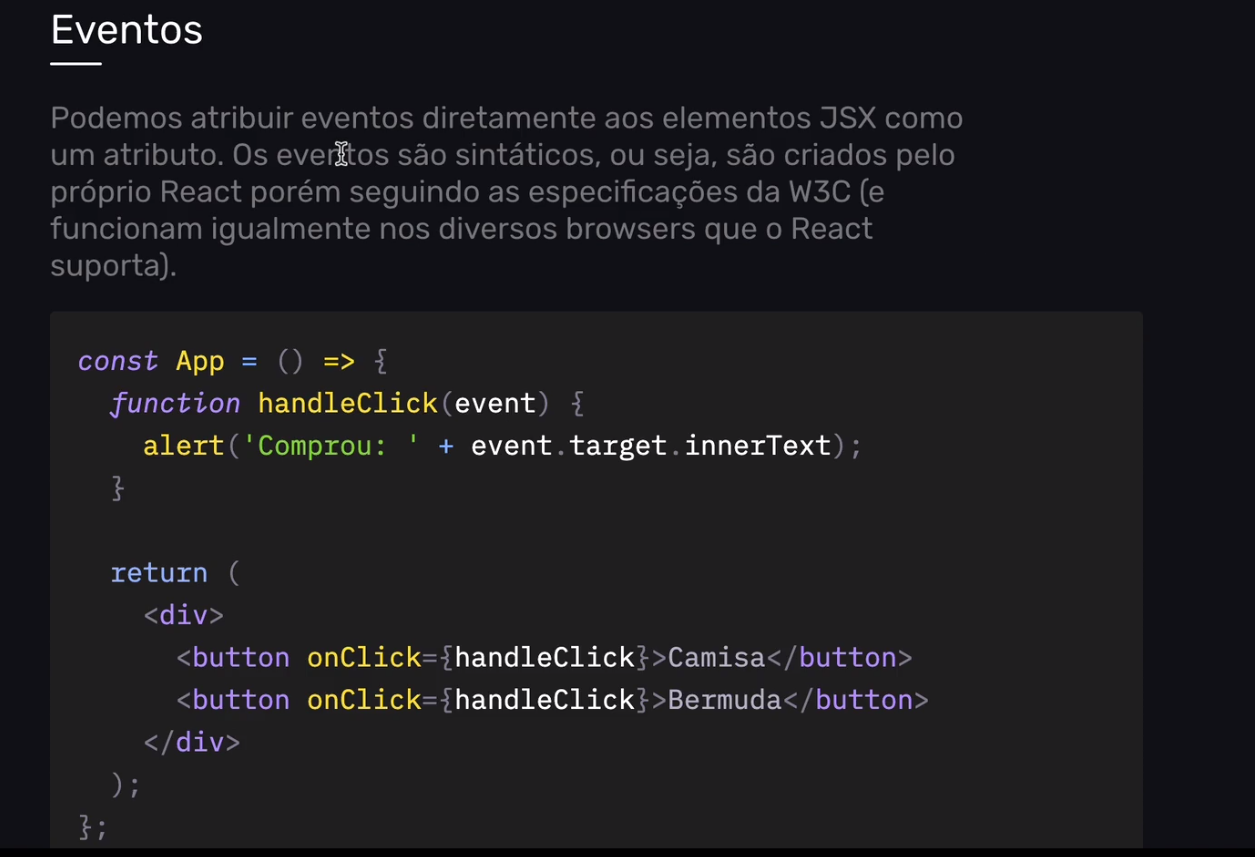 Eventos
Podemos atribuir eventos diretamente aos elementos JSX como
um atributo. Os eventos são sintáticos, ou seja, são criados pelo
próprio React porém seguindo as especificações da W3C (e
funcionam igualmente nos diversos browsers que o React
suporta).
const App = () => {
  function handleClick(event) {
    alert('Comprou: ' + event.target.innerText);
  }
  return (
    <div>
      <button onClick={handleClick}>Camisa</button>
      <button onClick={handleClick}>Bermuda</button>
    </div>
  );
};